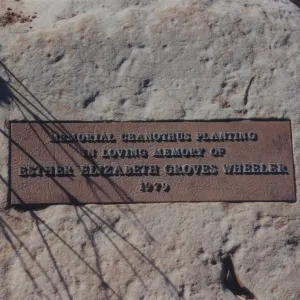 MEMORIAL CEANOTHUS PLANTING
IN LOVING MEMORY OF
ESTHER ELIZABETH GROVES WHEELER
1979